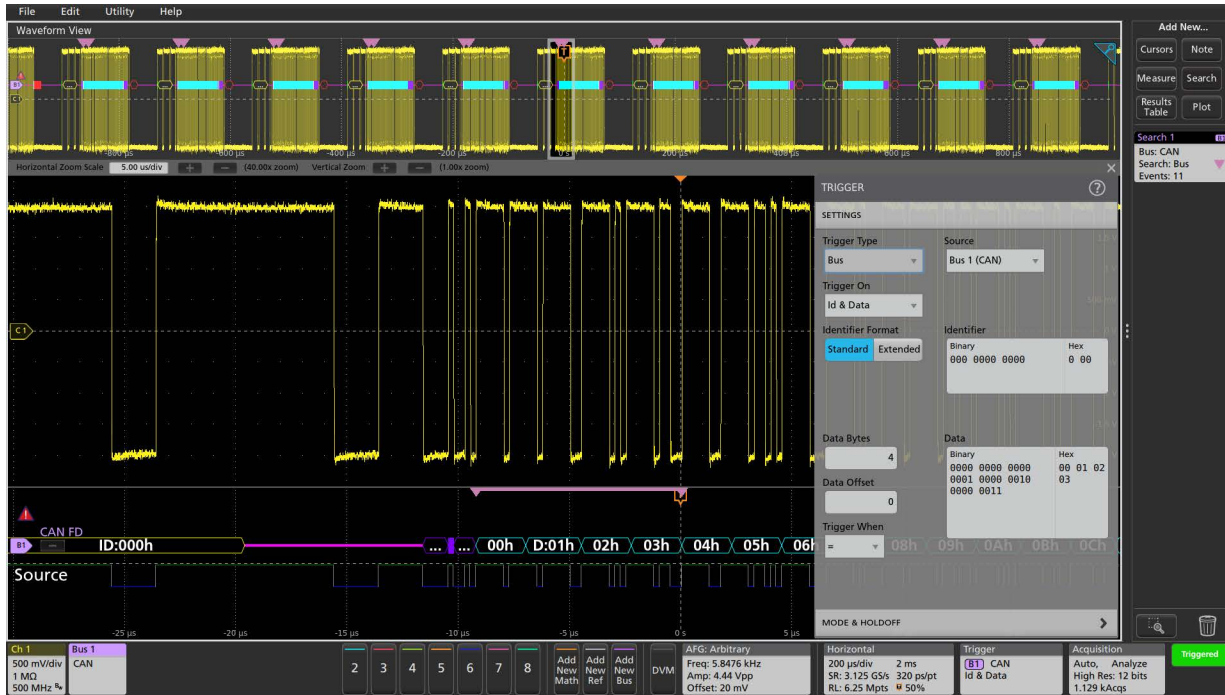 File Edit Utility Help
Waveform View
Add New...
Cursors Note
Measure Search
Results Table Plot
Search 1 B1
Bus: CAN
Search: Bus
Events: 11
B1
C1
T
-800 µs -600 µs -400 µs -200 µs 0 s 200 µs 400 µs 600 µs 800 µs
Horizontal Zoom Scale 5.00 us/div + - (40.00x zoom) Vertical Zoom + - (1.00x zoom)
TRIGGER ?
SETTINGS
Trigger Type Source
Bus Bus 1 (CAN)
Trigger On
Id & Data
Identifier Format Identifier
Standard Extended
Binary Hex
000 0000 0000 0 00
C1
Data Bytes Data
4
Binary Hex
0000 0000 0000 00 01 02
0001 0000 0010 03
0000 0011
Data Offset
0
Trigger When
=
CAN FD
B1 ID:000h ... ... 00h D:01h 02h 03h 04h 05h 06h 08h 09h 0Ah 0Bh 0Ch
Source
-25 µs -20 µs -15 µs -10 µs -5 µs 0 s 5 µs
MODE & HOLDOFF
Ch 1
500 mV/div
1 MΩ
500 MHz
Bus 1
CAN
2 3 4 5 6 7 8
Add New Math
Add New Ref
Add New Bus
DVM
AFG: Arbitrary
Freq: 5.8476 kHz
Amp: 4.44 Vpp
Offset: 20 mV
Horizontal
200 µs/div 2 ms
SR: 3.125 GS/s 320 ps/pt
RL: 6.25 Mpts 50%
Trigger
B1 CAN
Id & Data
Acquisition
Auto, Analyze
High Res: 12 bits
1.129 kAcqs
Triggered